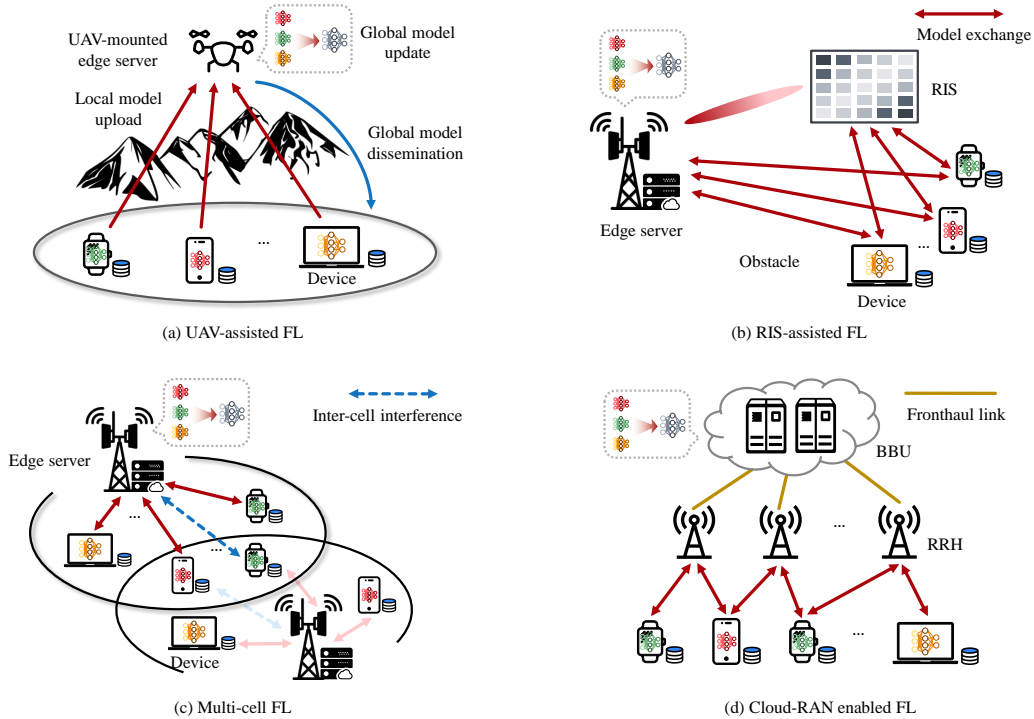 UAV-mounted
edge server
Global model
update
Local model
upload
Global model
dissemination
...
Device
(a) UAV-assisted FL
Model exchange
RIS
Edge server
Obstacle
...
Device
(b) RIS-assisted FL
Inter-cell interference
Edge server
...
...
Device
(c) Multi-cell FL
Fronthaul link
BBU
...
RRH
...
(d) Cloud-RAN enabled FL